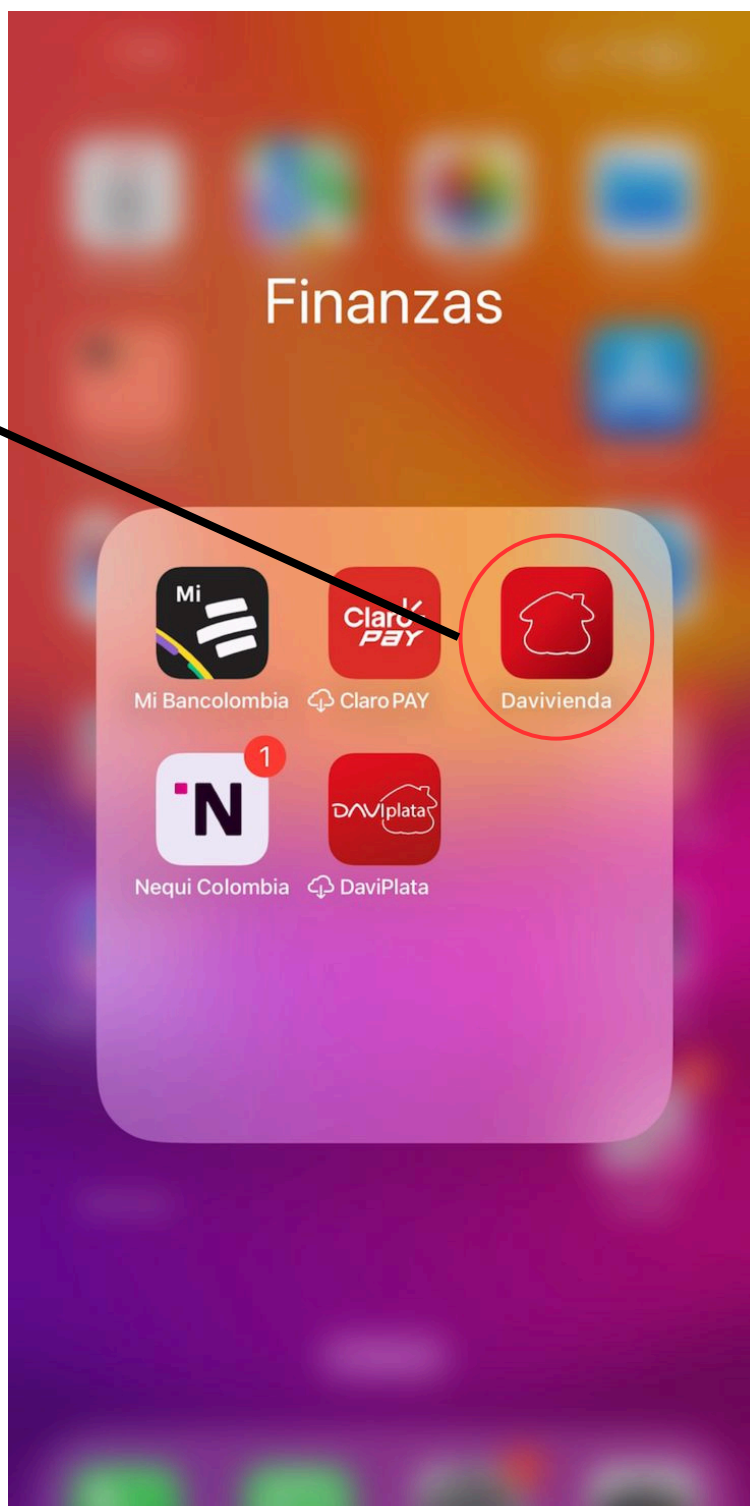 Finanzas
Mi
Claro
PAY
Mi Bancolombia
Claro PAY
Davivienda
1
N
DAVIplata
Nequi Colombia
DaviPlata